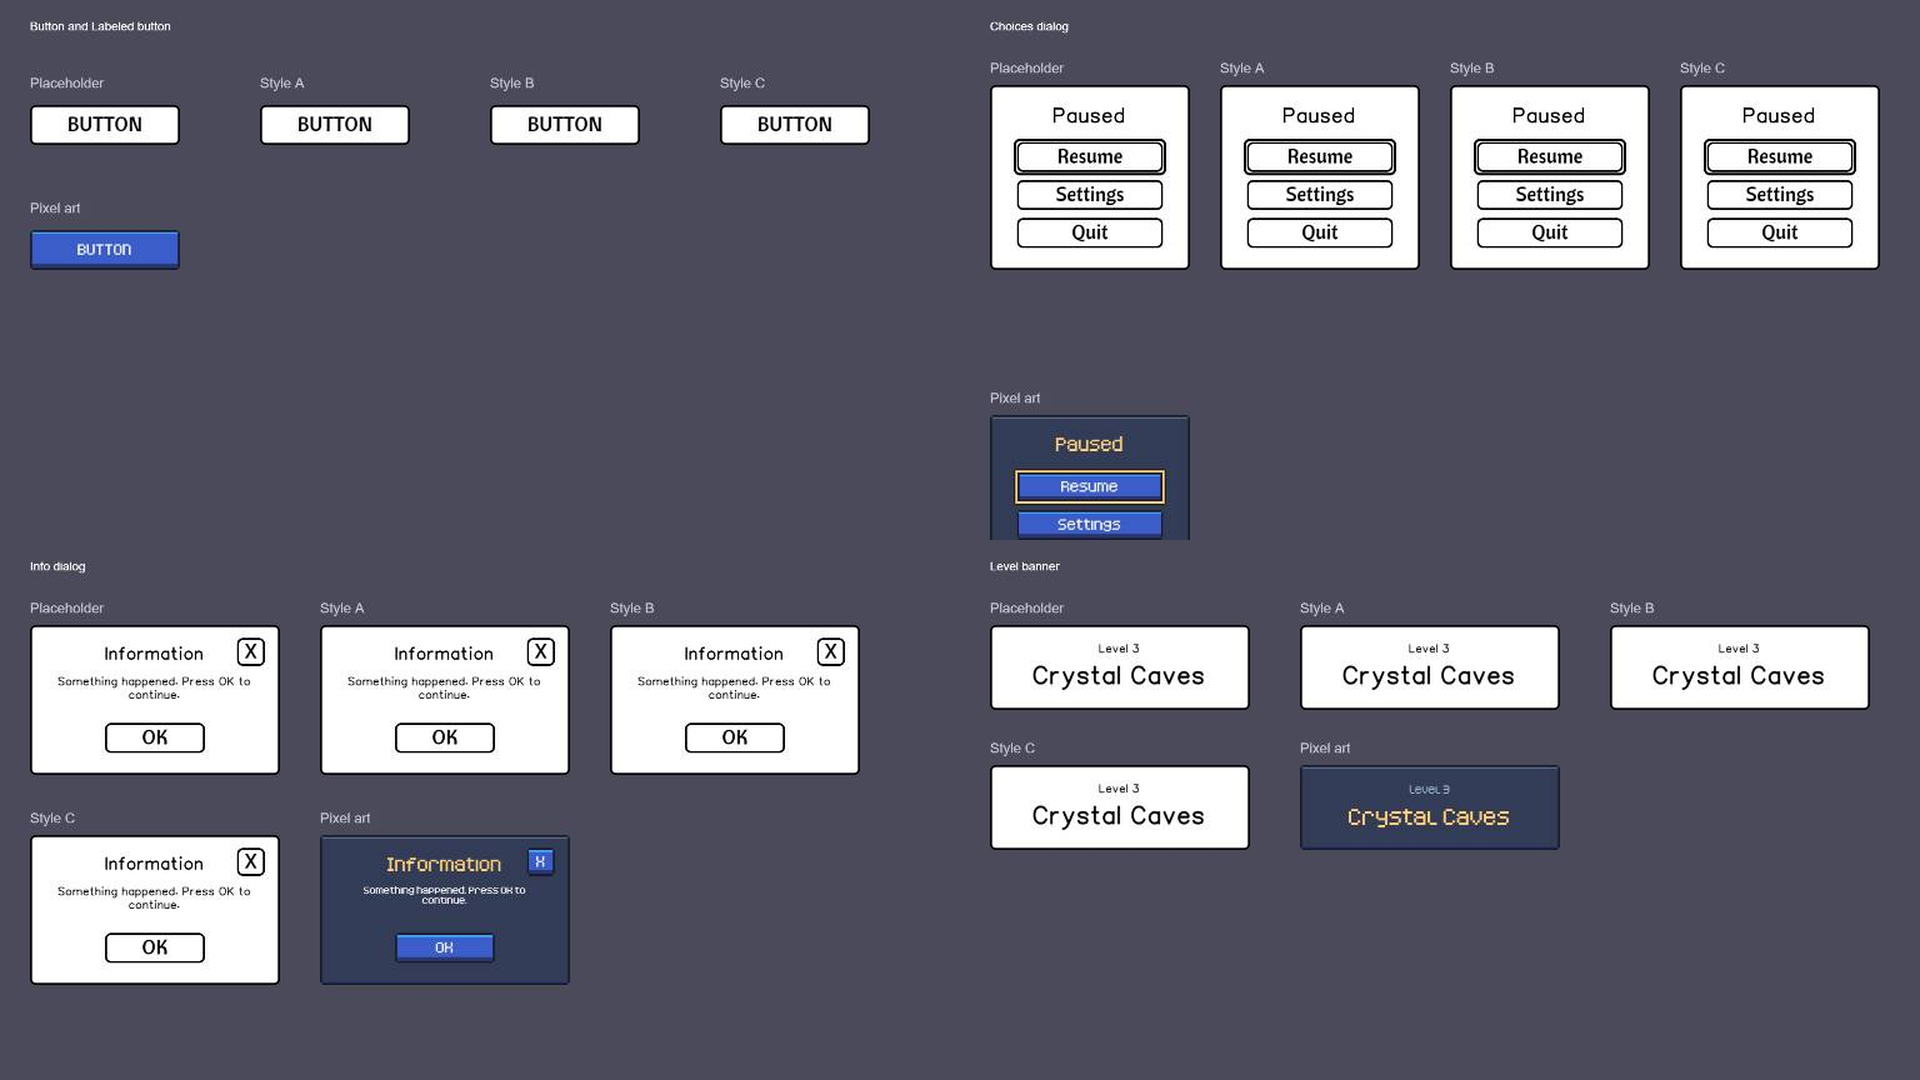 Button and Labeled button
Placeholder
Style A
Style B
Style C
BUTTON
BUTTON
BUTTON
BUTTON
Pixel art
BUTTON
Choices dialog
Placeholder
Style A
Style B
Style C
Paused
Resume
Settings
Quit
Paused
Resume
Settings
Quit
Paused
Resume
Settings
Quit
Paused
Resume
Settings
Quit
Pixel art
Paused
Resume
Settings
Info dialog
Placeholder
Style A
Style B
Information
X
Something happened. Press OK to
continue.
OK
Information
X
Something happened. Press OK to
continue.
OK
Information
X
Something happened. Press OK to
continue.
OK
Style C
Pixel art
Information
X
Something happened. Press OK to
continue.
OK
Information
X
Something happened. Press OK to
continue.
OK
Level banner
Placeholder
Style A
Style B
Level 3
Crystal Caves
Level 3
Crystal Caves
Level 3
Crystal Caves
Style C
Pixel art
Level 3
Crystal Caves
Level 3
Crystal Caves